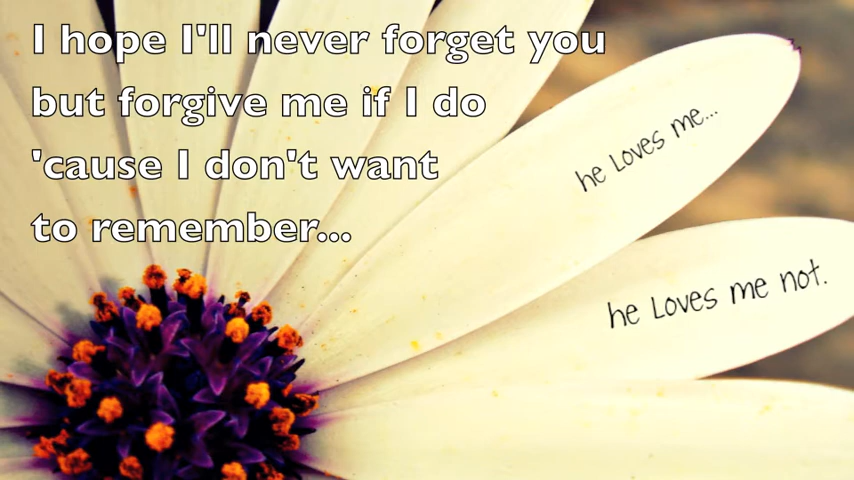 I hope I'll never forget you
but forgive me if I do
'cause I don't want
to remember...
he Loves me...
he Loves me not.